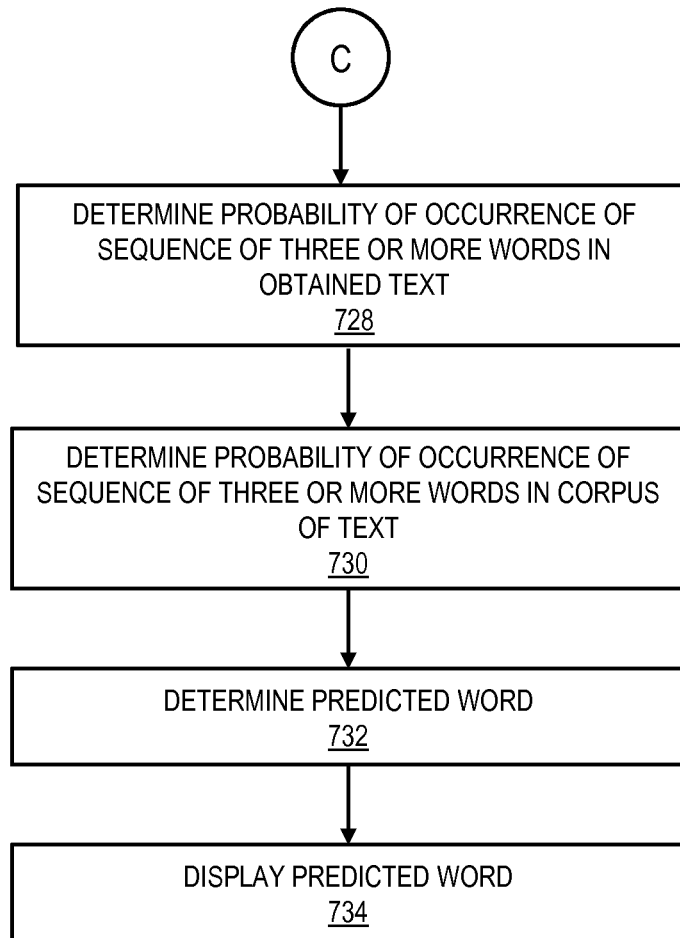 C
DETERMINE PROBABILITY OF OCCURRENCE OF
SEQUENCE OF THREE OR MORE WORDS IN
OBTAINED TEXT
728
DETERMINE PROBABILITY OF OCCURRENCE OF
SEQUENCE OF THREE OR MORE WORDS IN CORPUS
OF TEXT
730
DETERMINE PREDICTED WORD
732
DISPLAY PREDICTED WORD
734